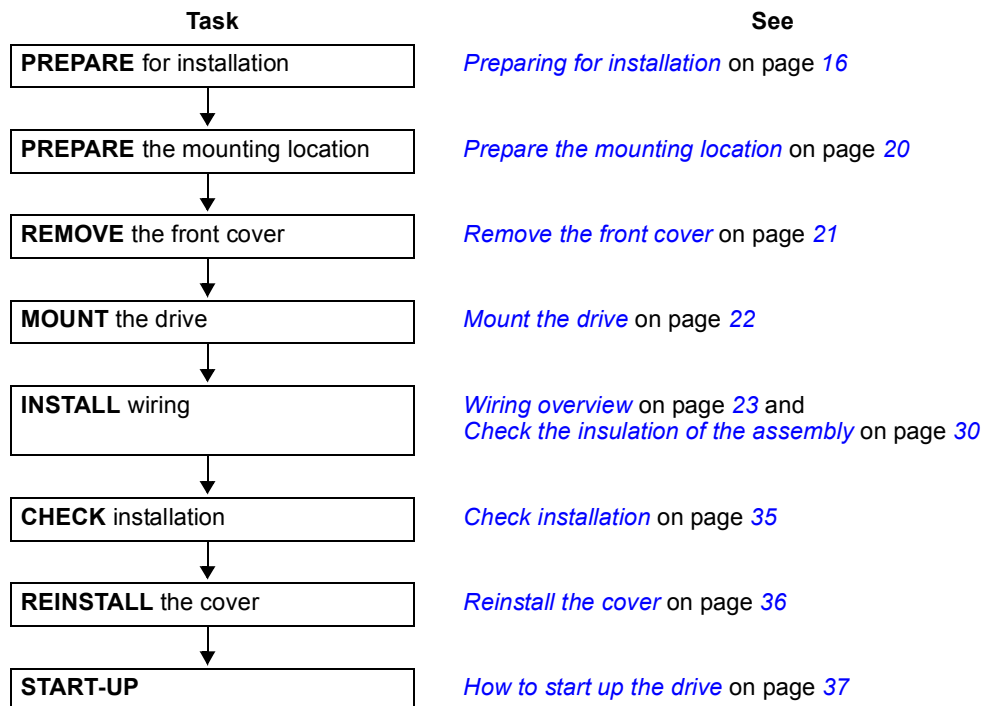 Task See
PREPARE for installation Preparing for installation on page 16
PREPARE the mounting location Prepare the mounting location on page 20
REMOVE the front cover Remove the front cover on page 21
MOUNT the drive Mount the drive on page 22
INSTALL wiring Wiring overview on page 23 and
Check the insulation of the assembly on page 30
CHECK installation Check installation on page 35
REINSTALL the cover Reinstall the cover on page 36
START-UP How to start up the drive on page 37